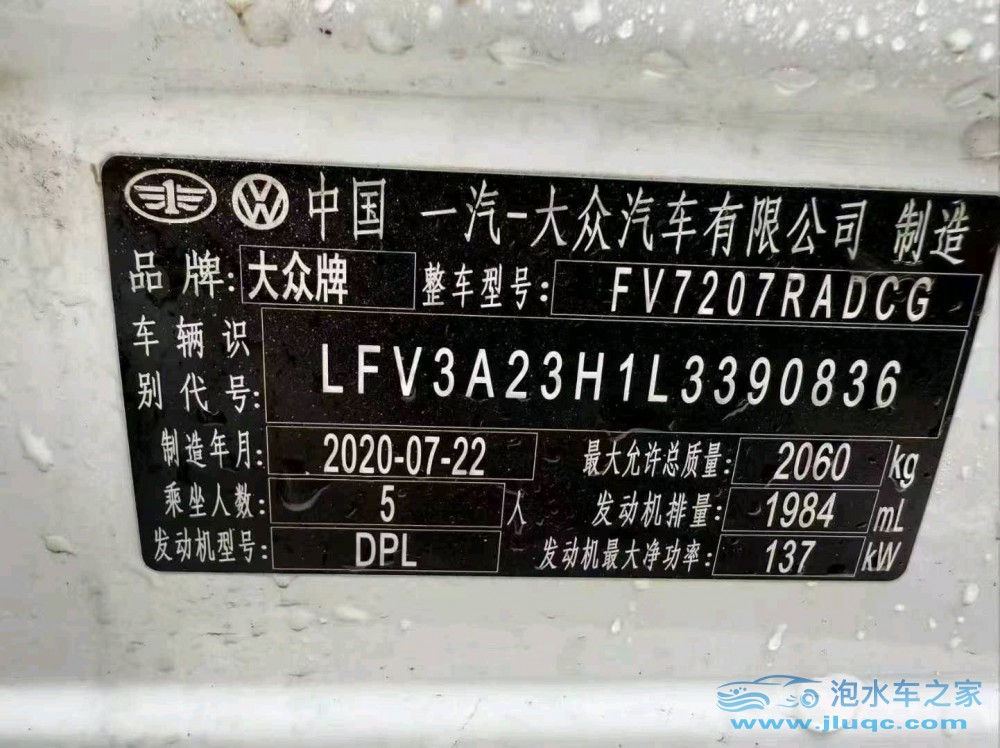 中国 一汽-大众汽车有限公司 制造
品牌: 大众牌 整车型号: FV7207RADCG
车辆识别代号: LFV3A23H1L3390836
制造年月: 2020-07-22 最大允许总质量: 2060 kg
乘坐人数: 5 人 发动机排量: 1984 mL
发动机型号: DPL 发动机最大净功率: 137 kW
泡水车之家
www.jluqc.com